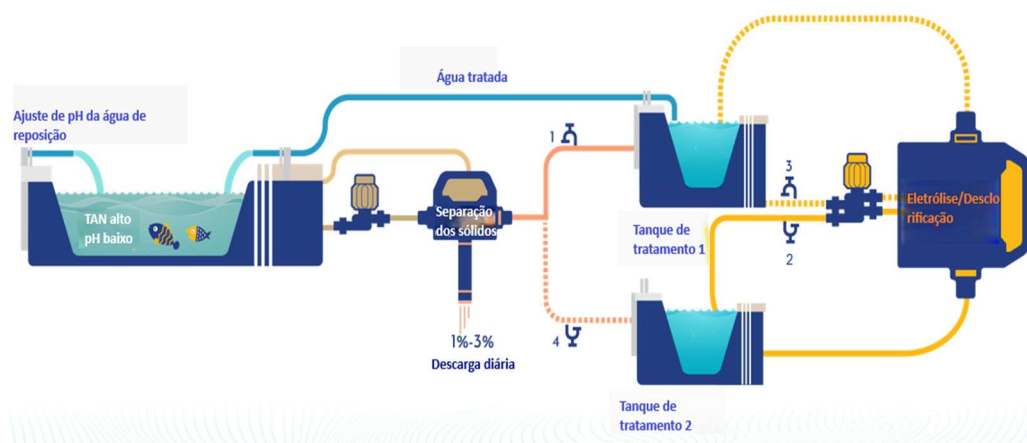 Água tratada
Ajuste de pH da água de
reposição
1
3
TAN alto
pH baixo
Separação
dos sólidos
Eletrólise/Desclo
rificação
Tanque de
tratamento 1
2
1%-3%
Descarga diária
4
Tanque de
tratamento 2